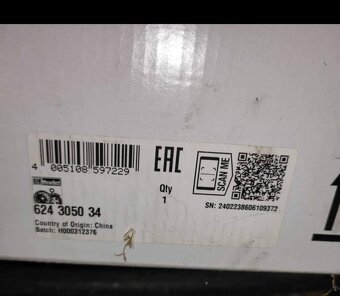 4 005108 597229
EAC
Qty
1
SCAN ME
SN: 2402238606109372
624 3050 34
Country of Origin: China
Batch: H000312376